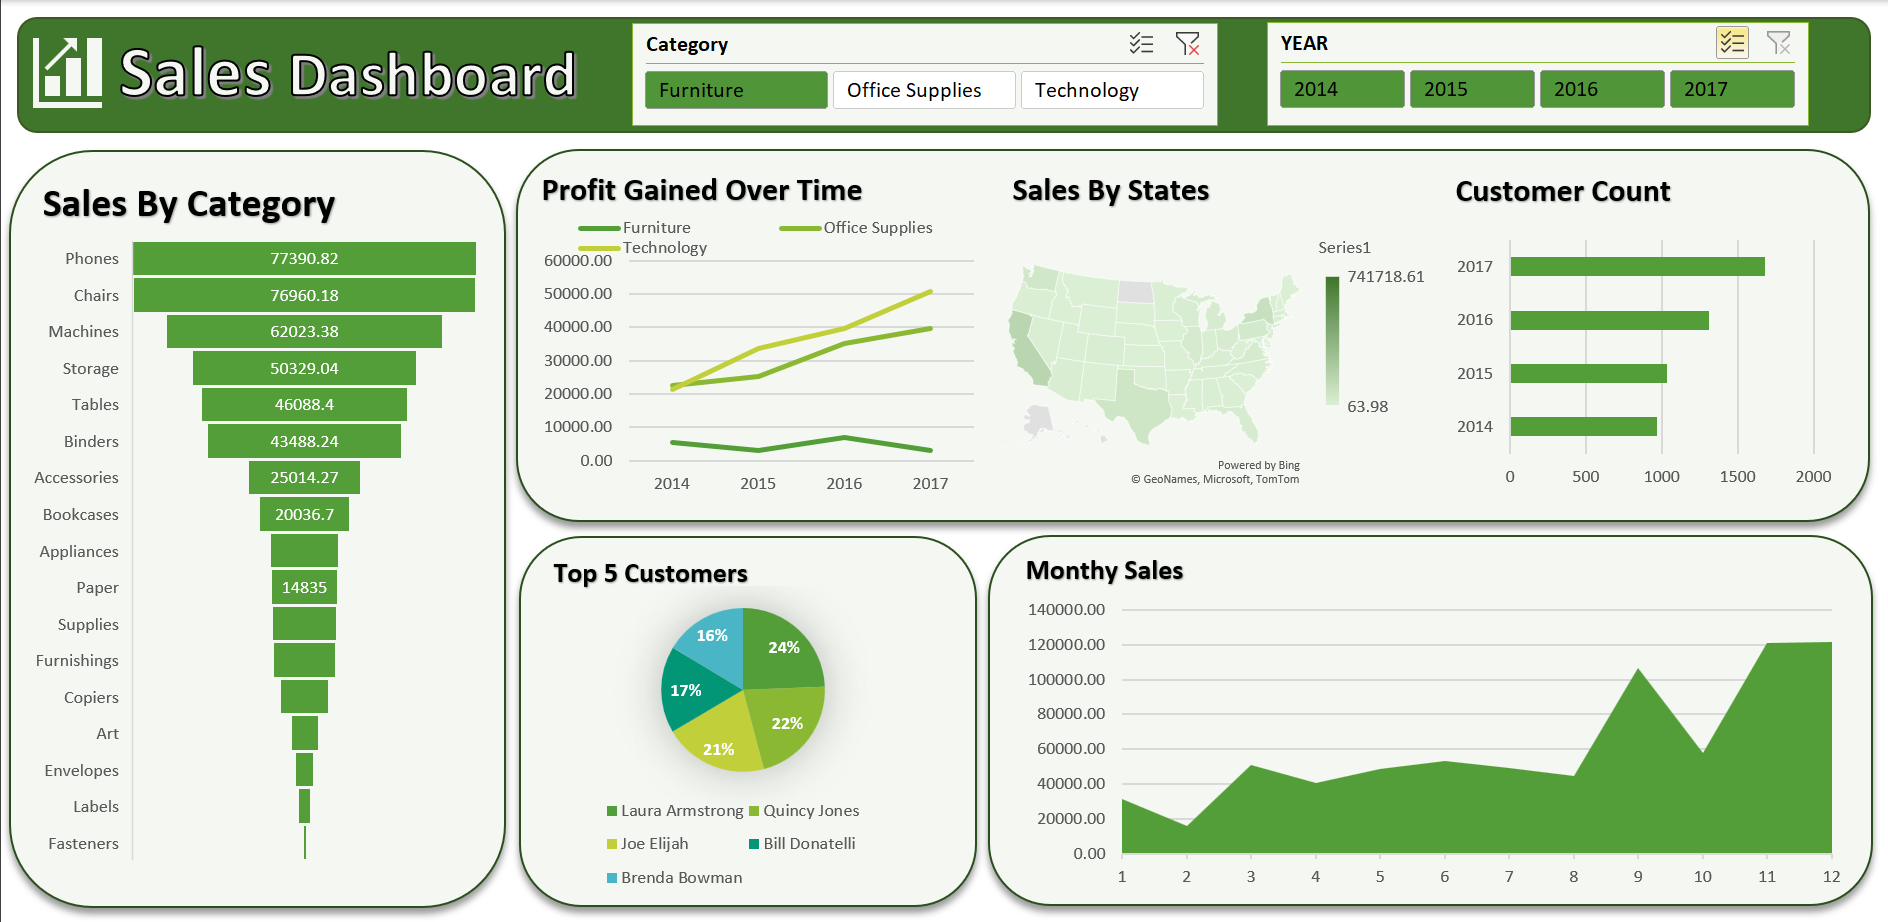 Sales Dashboard
Category
Furniture
Office Supplies
Technology
YEAR
2014
2015
2016
2017
Sales By Category
Phones 77390.82
Chairs 76960.18
Machines 62023.38
Storage 50329.04
Tables 46088.4
Binders 43488.24
Accessories 25014.27
Bookcases 20036.7
Appliances
Paper 14835
Supplies
Furnishings
Copiers
Art
Envelopes
Labels
Fasteners
Profit Gained Over Time
Furniture Office Supplies
Technology
60000.00
50000.00
40000.00
30000.00
20000.00
10000.00
0.00
2014 2015 2016 2017
Sales By States
Series1
741718.61
63.98
Powered by Bing
© GeoNames, Microsoft, TomTom
Customer Count
2017
2016
2015
2014
0 500 1000 1500 2000
Top 5 Customers
24%
22%
21%
17%
16%
Laura Armstrong Quincy Jones
Joe Elijah Bill Donatelli
Brenda Bowman
Monthy Sales
140000.00
120000.00
100000.00
80000.00
60000.00
40000.00
20000.00
0.00
1 2 3 4 5 6 7 8 9 10 11 12